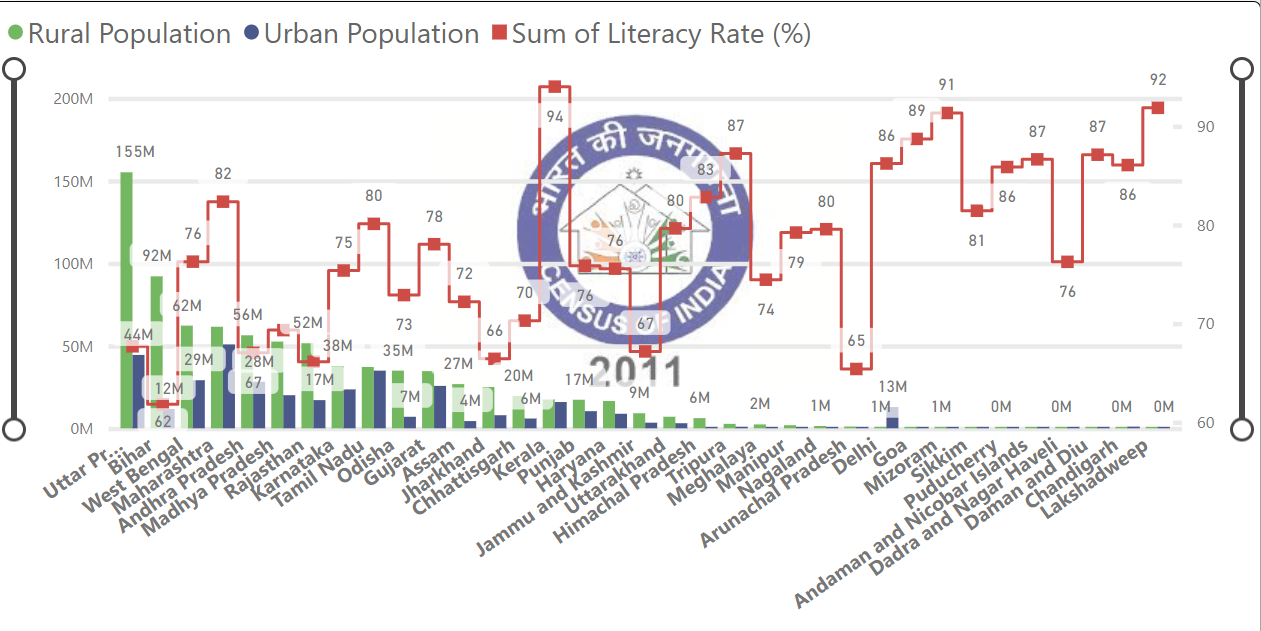 Rural Population Urban Population Sum of Literacy Rate (%)
200M
150M
100M
50M
0M
155M
92M
62M
56M
52M
38M
35M
27M
20M
17M
9M
6M
2M
1M
1M
1M
0M
0M
0M
0M
44M
12M
29M
28M
17M
7M
4M
6M
13M
62
76
82
67
75
80
73
78
72
66
70
94
76
76
67
80
83
87
74
79
80
65
86
89
91
81
86
87
76
87
86
92
भारत की जनगणना
CENSUS OF INDIA
2011
90
80
70
60
Uttar Pr...
Bihar
West Bengal
Maharashtra
Andhra Pradesh
Madhya Pradesh
Rajasthan
Karnataka
Tamil Nadu
Odisha
Gujarat
Assam
Jharkhand
Chhattisgarh
Kerala
Punjab
Haryana
Jammu and Kashmir
Uttarakhand
Himachal Pradesh
Tripura
Meghalaya
Manipur
Nagaland
Arunachal Pradesh
Delhi
Goa
Mizoram
Sikkim
Puducherry
Andaman and Nicobar Islands
Dadra and Nagar Haveli
Daman and Diu
Chandigarh
Lakshadweep